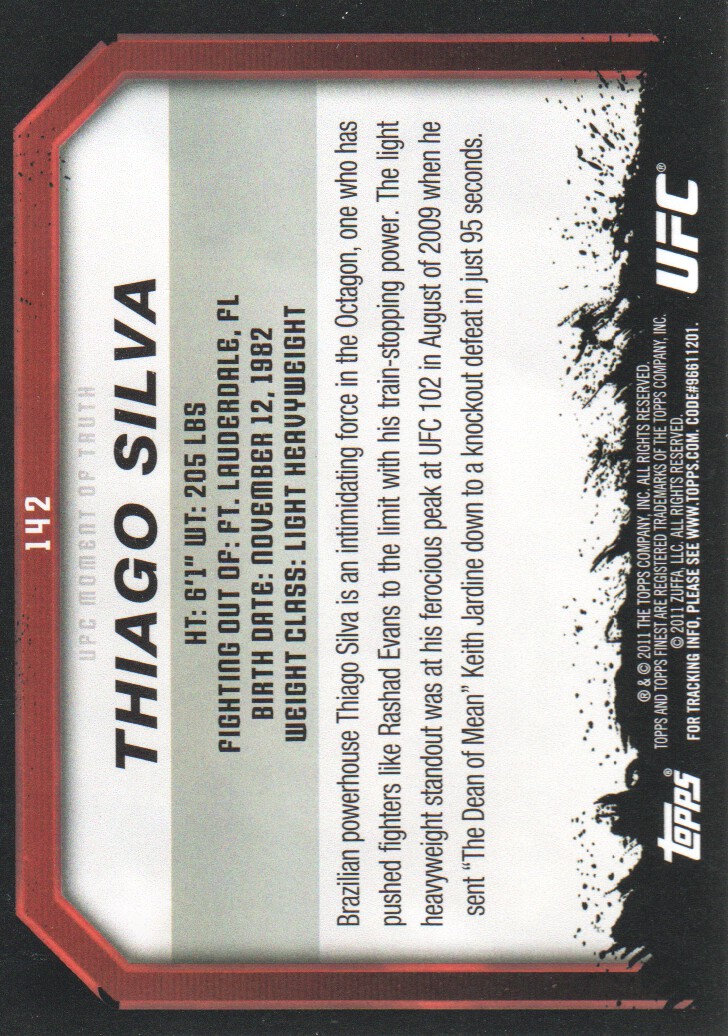 142
UFC MOMENT OF TRUTH
THIAGO SILVA
HT: 6'1" WT: 205 LBS
FIGHTING OUT OF: FT. LAUDERDALE, FL
BIRTH DATE: NOVEMBER 12, 1982
WEIGHT CLASS: LIGHT HEAVYWEIGHT
Brazilian powerhouse Thiago Silva is an intimidating force in the Octagon, one who has
pushed fighters like Rashad Evans to the limit with his train-stopping power. The light
heavyweight standout was at his ferocious peak at UFC 102 in August of 2009 when he
sent “The Dean of Mean” Keith Jardine down to a knockout defeat in just 95 seconds.
® & © 2011 THE TOPPS COMPANY, INC. ALL RIGHTS RESERVED.
TOPPS AND TOPPS FINEST ARE REGISTERED TRADEMARKS OF THE TOPPS COMPANY, INC.
© 2011 ZUFFA, LLC. ALL RIGHTS RESERVED.
FOR TRACKING INFO, PLEASE SEE WWW.TOPPS.COM. CODE#96611201.
topps®
UFC®